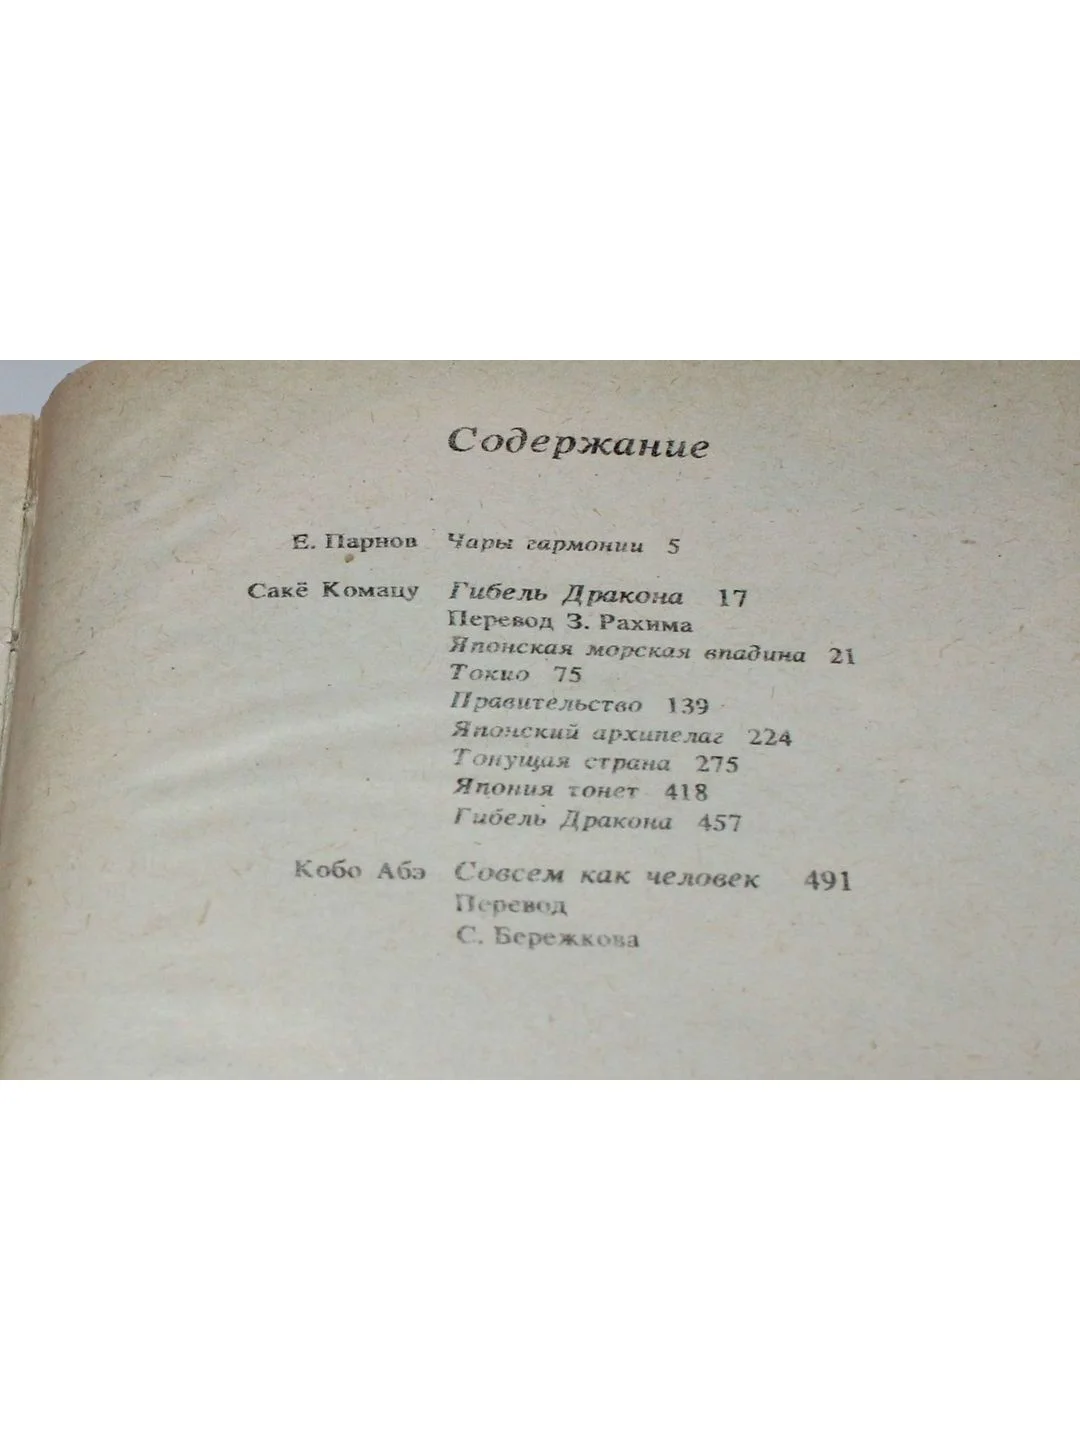 Содержание
Е. Парнов Чары гармонии 5
Сакё Комацу Гибель Дракона 17
Перевод З. Рахима
Японская морская впадина 21
Токио 75
Правительство 139
Японский архипелаг 224
Тонущая страна 275
Япония тонет 418
Гибель Дракона 457
Кобо Абэ Совсем как человек 491
Перевод
С. Бережкова